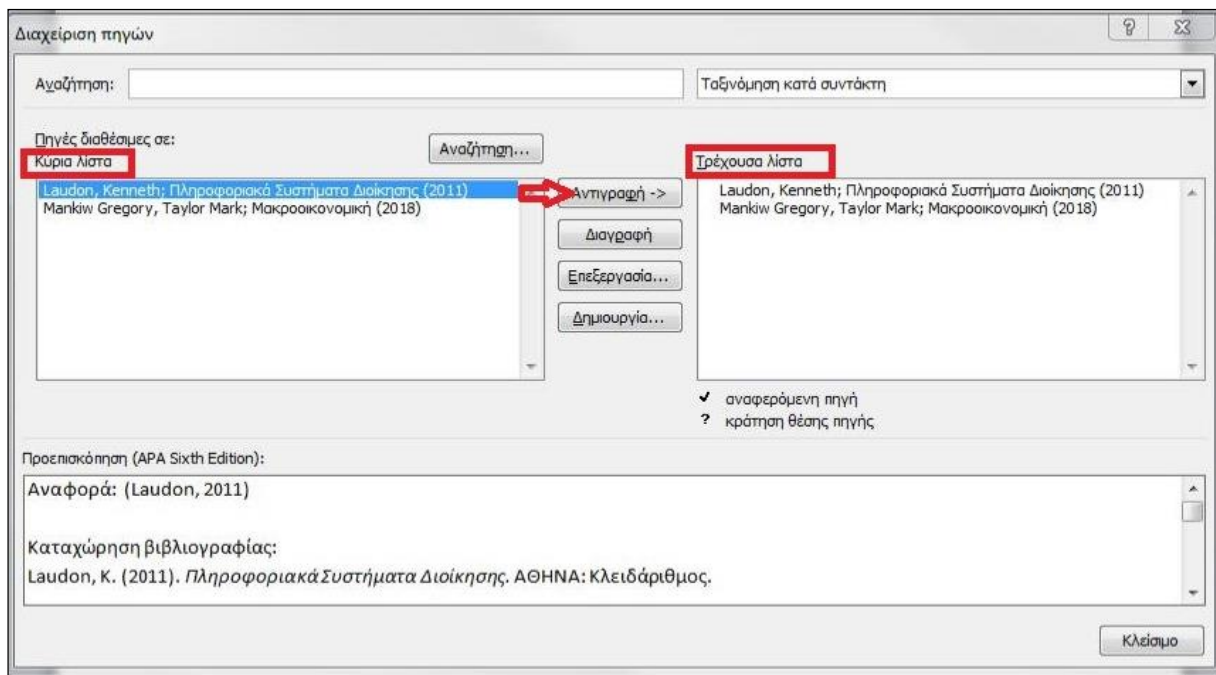 Διαχείριση πηγών
Αναζήτηση:
Ταξινόμηση κατά συντάκτη
Πηγές διαθέσιμες σε:
Κύρια λίστα
Αναζήτηση...
Τρέχουσα λίστα
Laudon, Kenneth; Πληροφοριακά Συστήματα Διοίκησης (2011)
Mankiw Gregory, Taylor Mark; Μακροοικονομική (2018)
Αντιγραφή ->
Διαγραφή
Επεξεργασία...
Δημιουργία...
Laudon, Kenneth; Πληροφοριακά Συστήματα Διοίκησης (2011)
Mankiw Gregory, Taylor Mark; Μακροοικονομική (2018)
✓ αναφερόμενη πηγή
? κράτηση θέσης πηγής
Προεπισκόπηση (APA Sixth Edition):
Αναφορά: (Laudon, 2011)
Καταχώρηση βιβλιογραφίας:
Laudon, K. (2011). Πληροφοριακά Συστήματα Διοίκησης. ΑΘΗΝΑ: Κλειδάριθμος.
Κλείσιμο